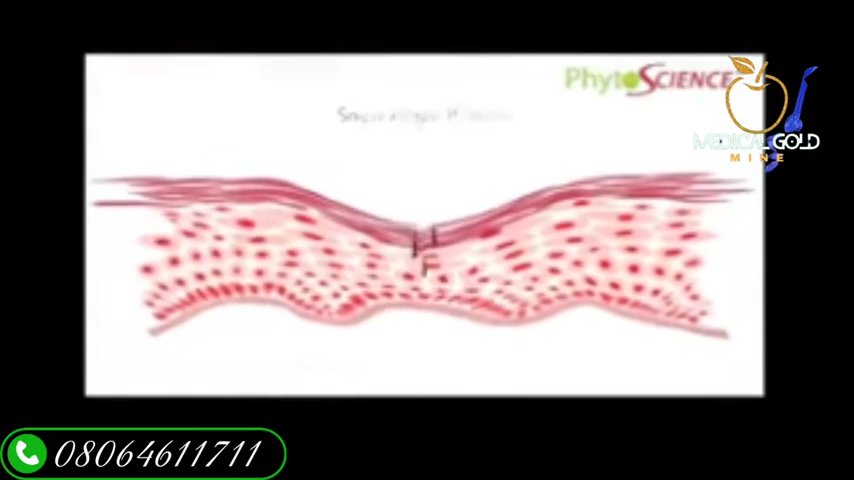 PhytoSCIENCE
MEDICAL GOLD
MINE
F
08064611711